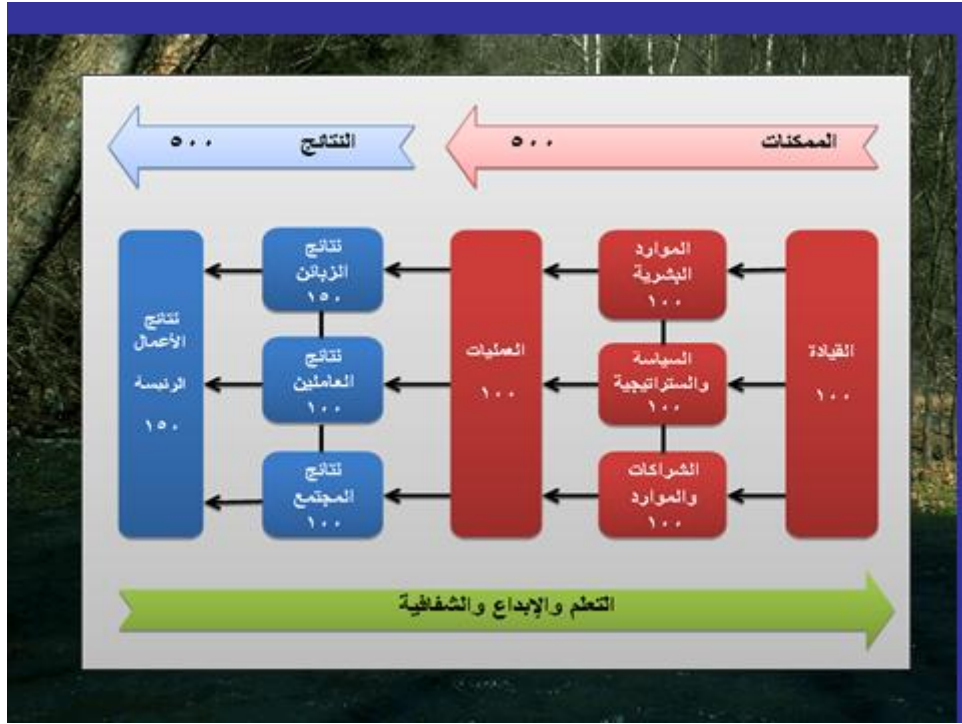 الممكنات ٥٠٠
النتائج ٥٠٠
القيادة
١٠٠
الموارد
البشرية
١٠٠
السياسة
والستراتيجية
١٠٠
الشراكات
والموارد
١٠٠
العمليات
١٠٠
نتائج
الزبائن
١٥٠
نتائج
العاملين
١٠٠
نتائج
المجتمع
١٠٠
نتائج
الأعمال
الرئيسة
١٥٠
التعلم والإبداع والشفافية